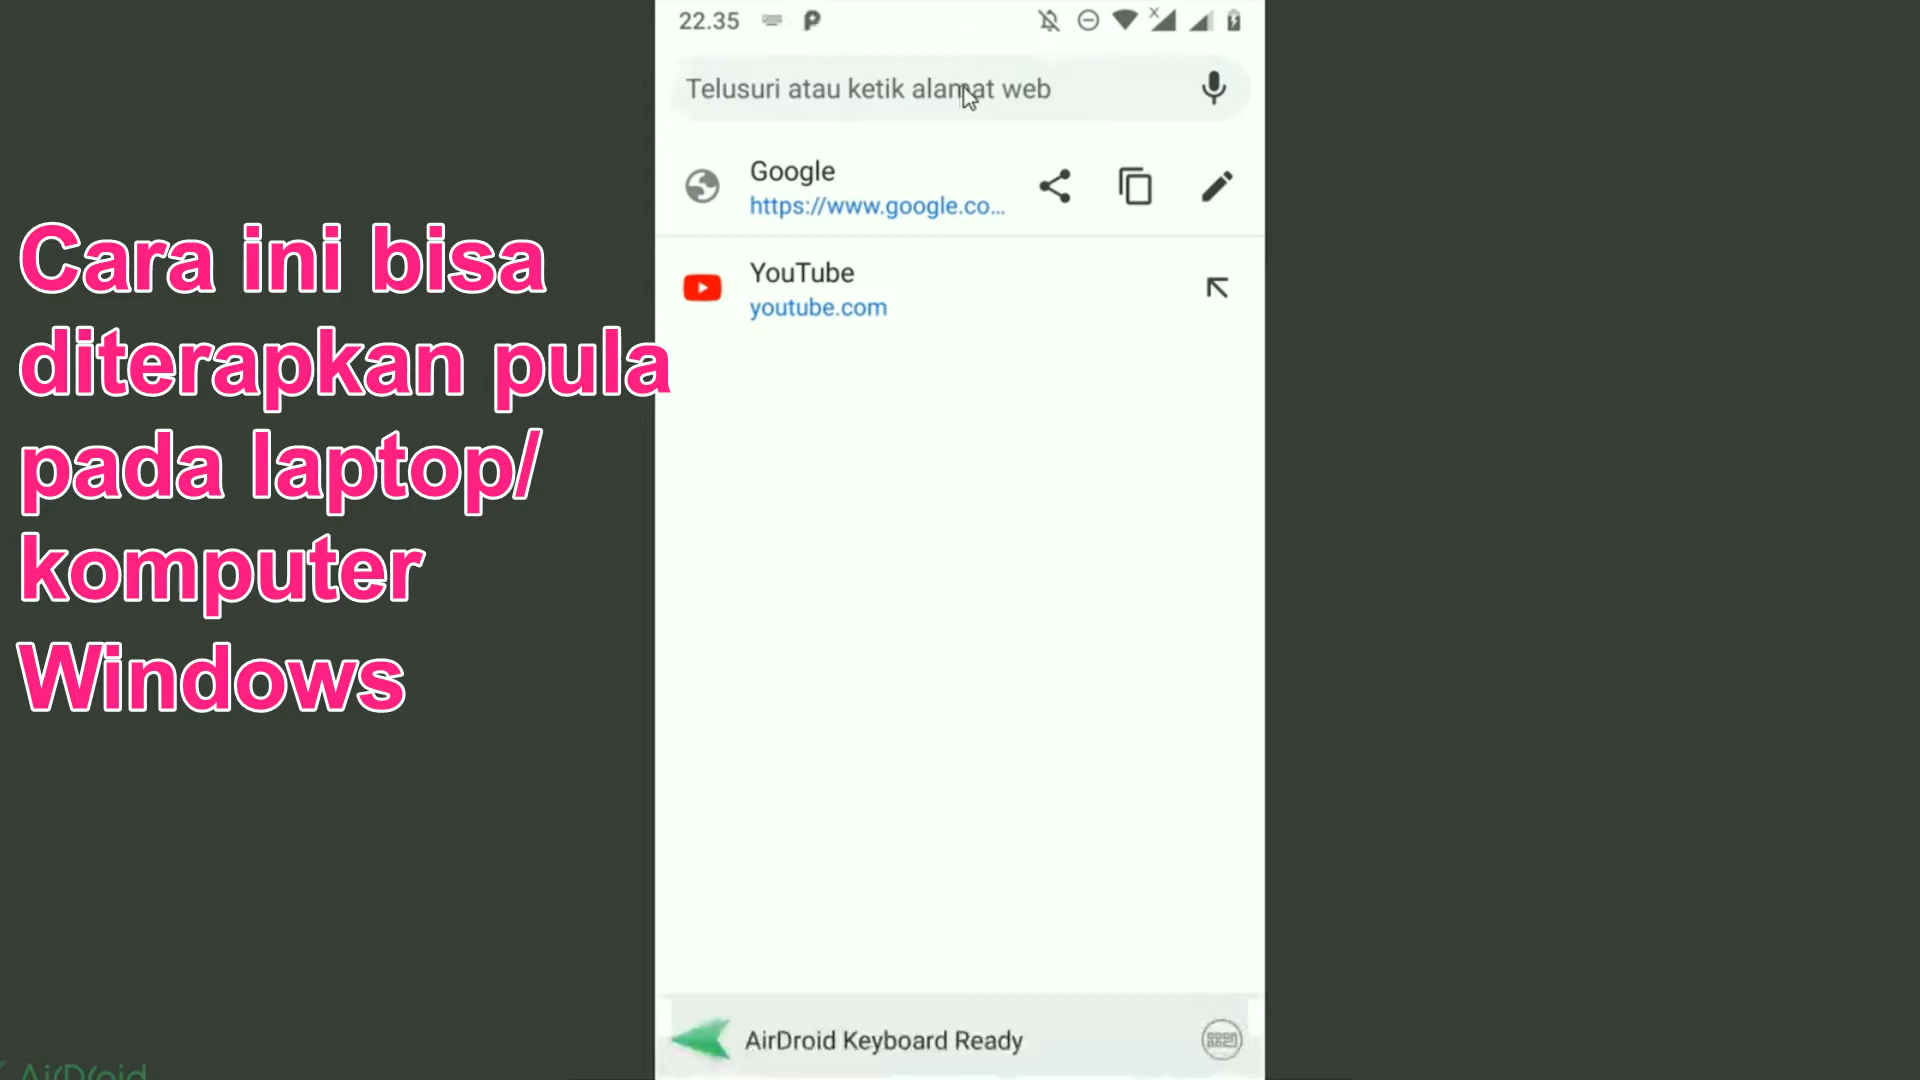 22.35
Telusuri atau ketik alamat web
Google
https://www.google.co...
YouTube
youtube.com
Cara ini bisa
diterapkan pula
pada laptop/
komputer
Windows
AirDroid Keyboard Ready
AirDroid